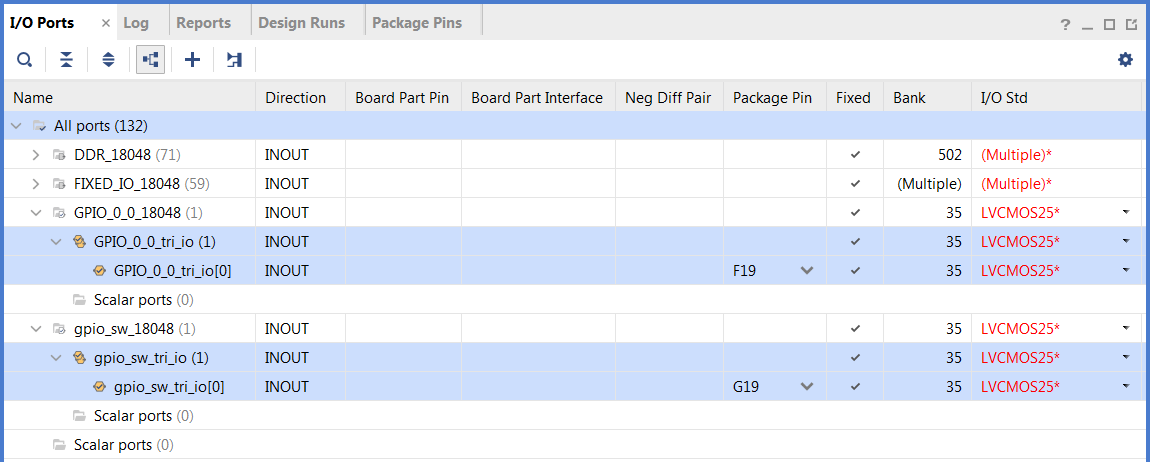 I/O Ports × Log Reports Design Runs Package Pins ?
Name Direction Board Part Pin Board Part Interface Neg Diff Pair Package Pin Fixed Bank I/O Std
All ports (132)
DDR_18048 (71) INOUT 502 (Multiple)*
FIXED_IO_18048 (59) INOUT (Multiple) (Multiple)*
GPIO_0_0_18048 (1) INOUT 35 LVCMOS25*
GPIO_0_0_tri_io (1) INOUT 35 LVCMOS25*
GPIO_0_0_tri_io[0] INOUT F19 35 LVCMOS25*
Scalar ports (0)
gpio_sw_18048 (1) INOUT 35 LVCMOS25*
gpio_sw_tri_io (1) INOUT 35 LVCMOS25*
gpio_sw_tri_io[0] INOUT G19 35 LVCMOS25*
Scalar ports (0)
Scalar ports (0)